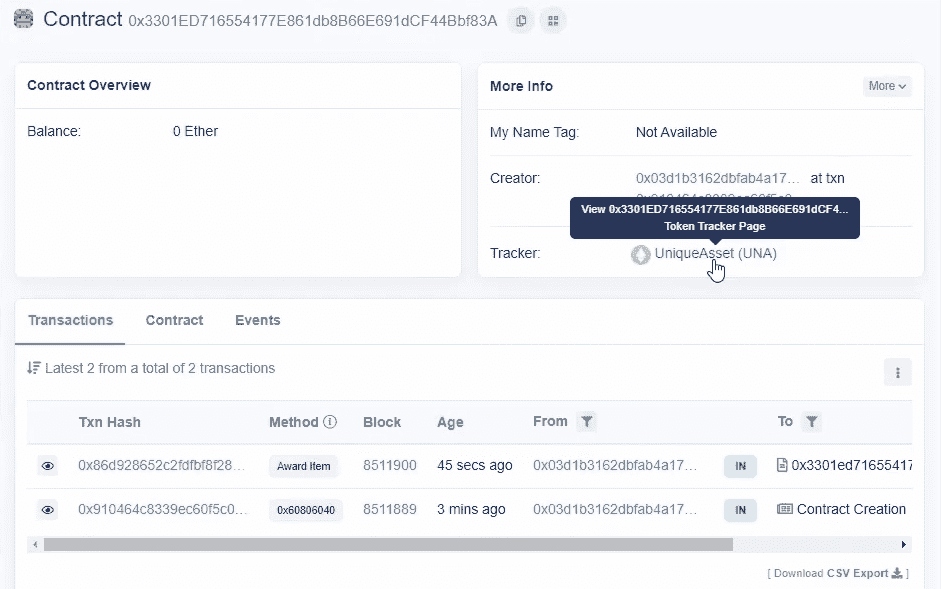 Contract 0x3301ED716554177E861db8B66E691dCF44Bbf83A
Contract Overview
Balance: 0 Ether
More Info More
My Name Tag: Not Available
Creator: 0x03d1b3162dbfab4a17... at txn
View 0x3301ED716554177E861db8B66E691dCF4...
Token Tracker Page
Tracker: UniqueAsset (UNA)
Transactions Contract Events
Latest 2 from a total of 2 transactions
Txn Hash Method Block Age From To
0x86d928652c2fdfbf8f28... Award Item 8511900 45 secs ago 0x03d1b3162dbfab4a17... IN 0x3301ed71655417
0x910464c8339ec60f5c0... 0x60806040 8511889 3 mins ago 0x03d1b3162dbfab4a17... IN Contract Creation
[ Download CSV Export ]